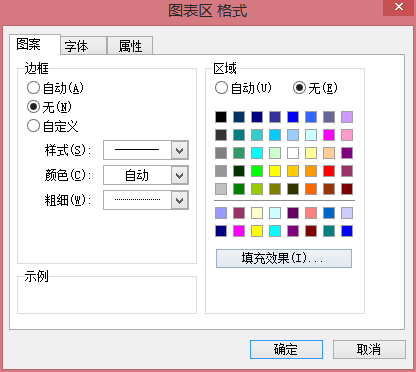 图表区 格式
×
图案
字体
属性
边框
自动(A)
无(N)
自定义
样式(S):
颜色(C): 自动
粗细(W):
示例
区域
自动(U)
无(E)
填充效果(I)...
确定
取消